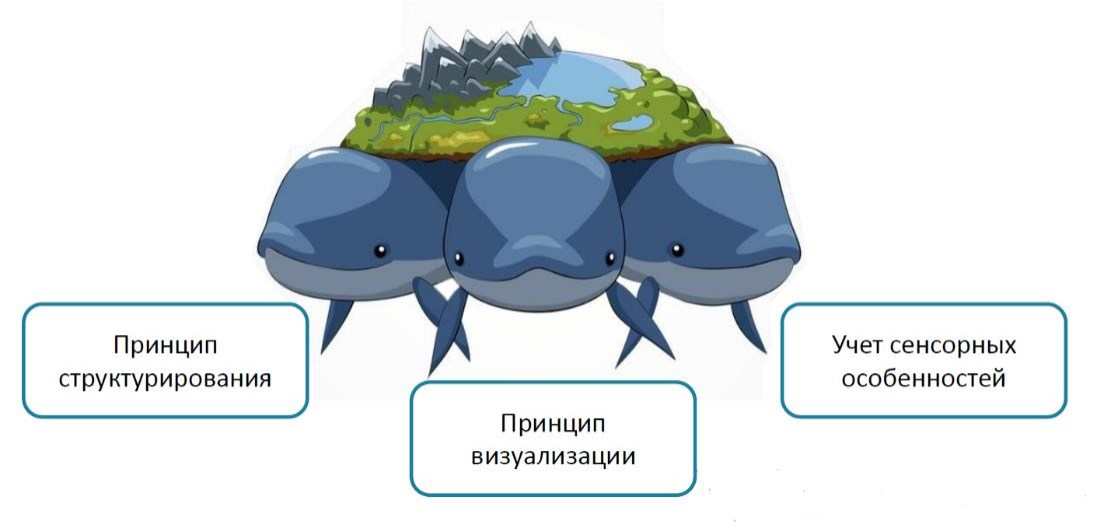 Принцип
структурирования
Принцип
визуализации
Учет сенсорных
особенностей